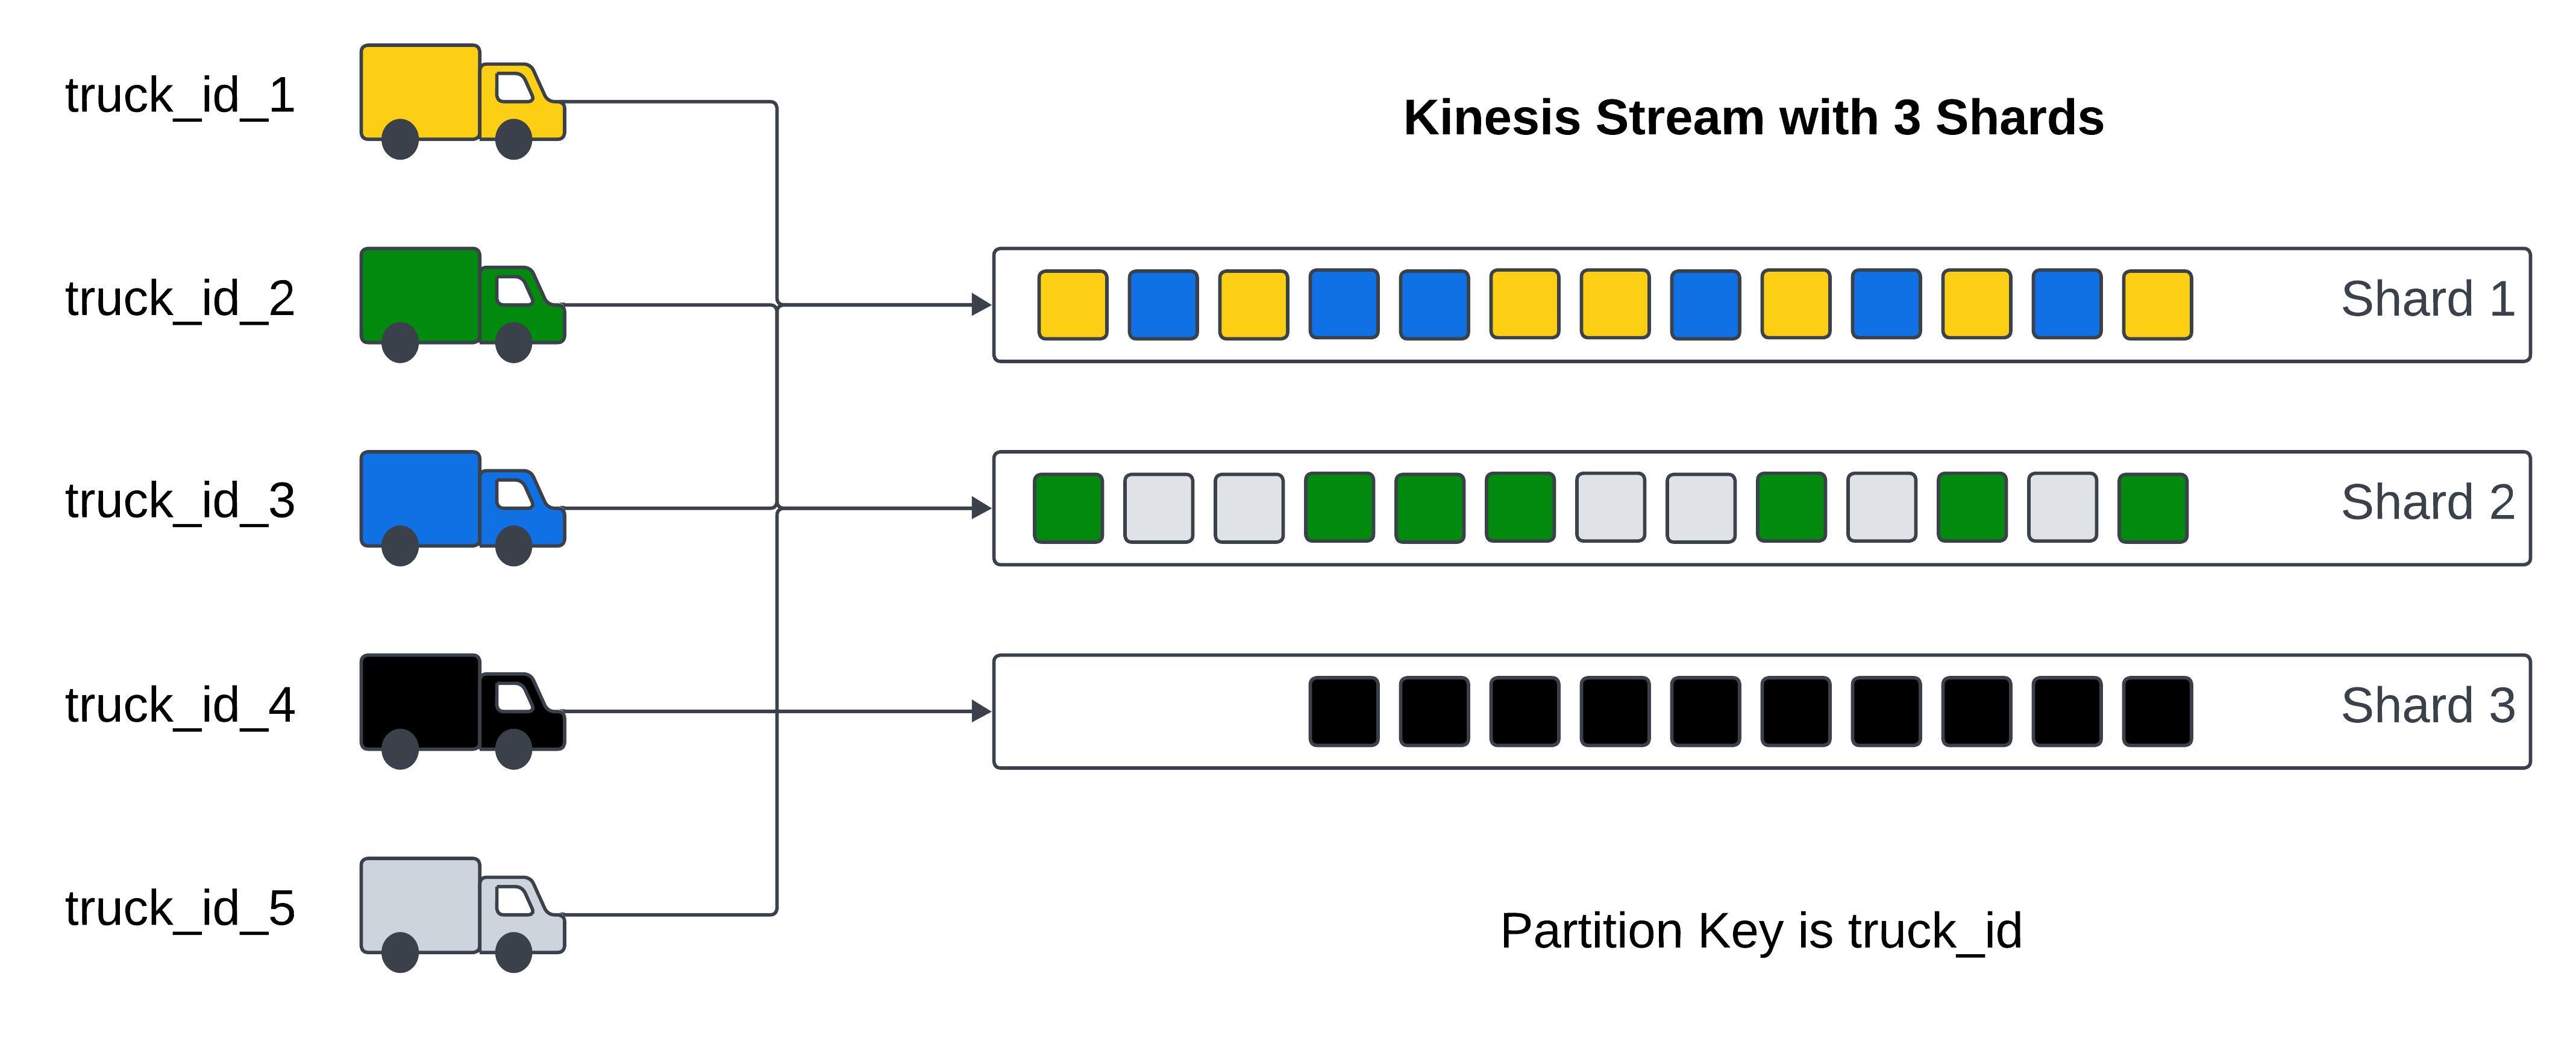 truck_id_1
Kinesis Stream with 3 Shards
truck_id_2
Shard 1
truck_id_3
Shard 2
truck_id_4
Shard 3
truck_id_5
Partition Key is truck_id